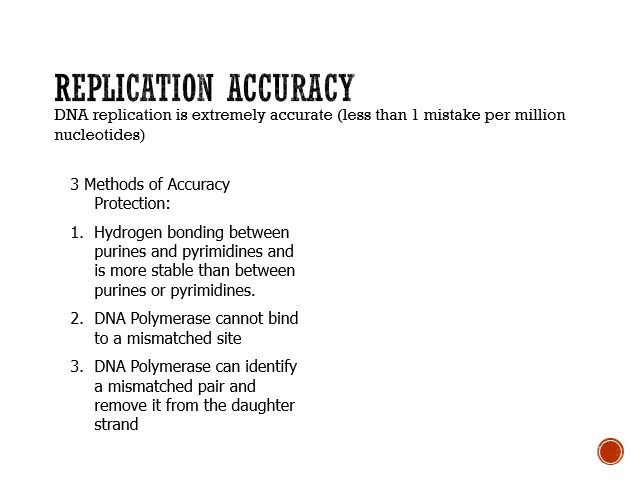 REPLICATION ACCURACY
DNA replication is extremely accurate (less than 1 mistake per million
nucleotides)
3 Methods of Accuracy
Protection:
1. Hydrogen bonding between
purines and pyrimidines and
is more stable than between
purines or pyrimidines.
2. DNA Polymerase cannot bind
to a mismatched site
3. DNA Polymerase can identify
a mismatched pair and
remove it from the daughter
strand